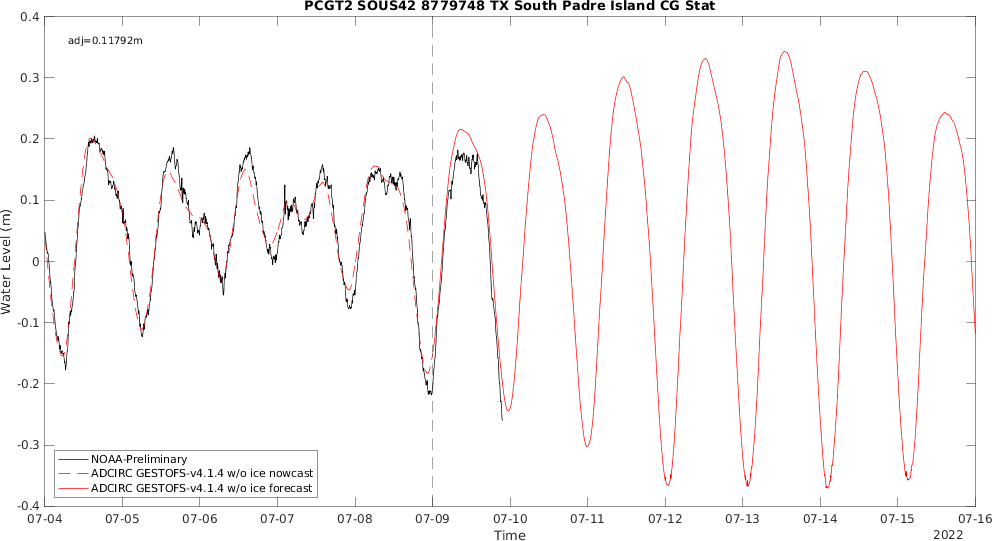 PCGT2 SOUS42 8779748 TX South Padre Island CG Stat
adj=0.11792m
0.4
0.3
0.2
0.1
0
-0.1
-0.2
-0.3
-0.4
Water Level (m)
NOAA-Preliminary
ADCIRC GESTOFS-v4.1.4 w/o ice nowcast
ADCIRC GESTOFS-v4.1.4 w/o ice forecast
07-04 07-05 07-06 07-07 07-08 07-09 07-10 07-11 07-12 07-13 07-14 07-15 07-16
Time
2022